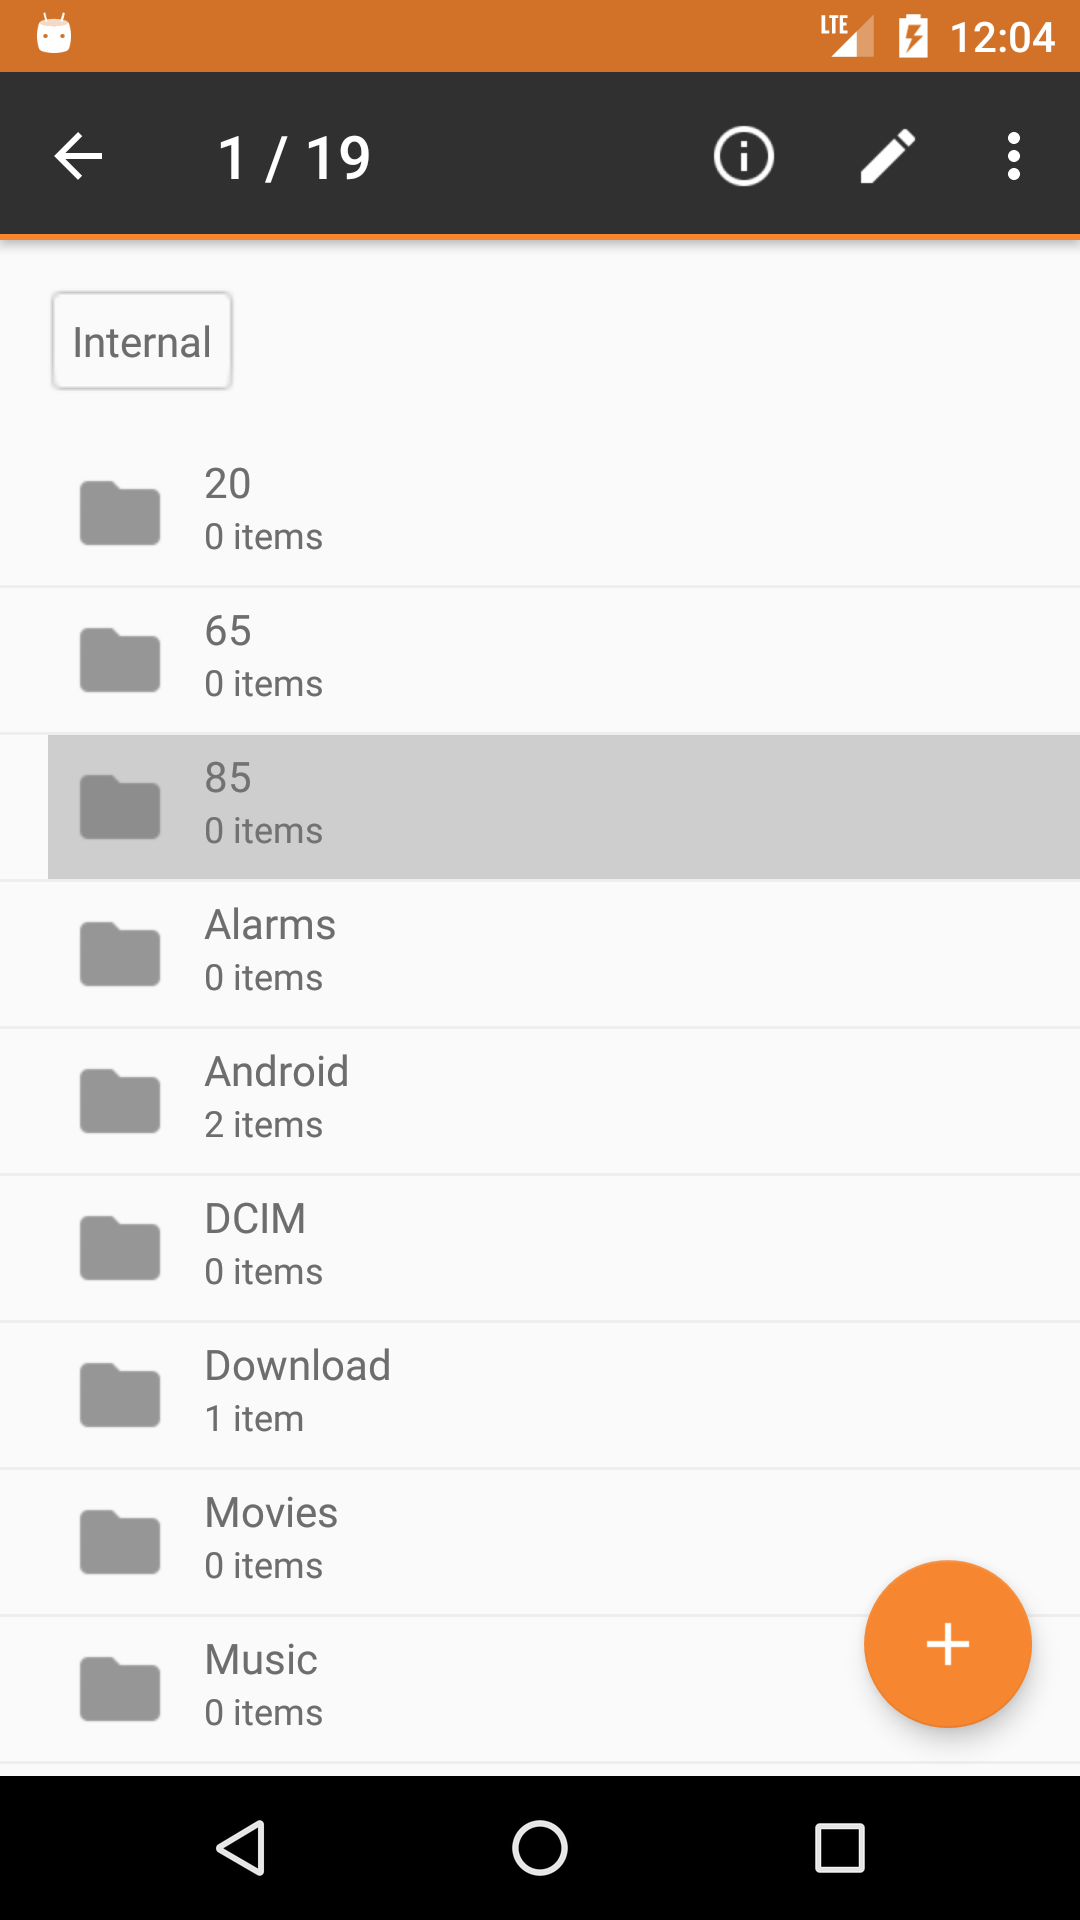 LTE 12:04
1 / 19
Internal
20
0 items
65
0 items
85
0 items
Alarms
0 items
Android
2 items
DCIM
0 items
Download
1 item
Movies
0 items
Music
0 items